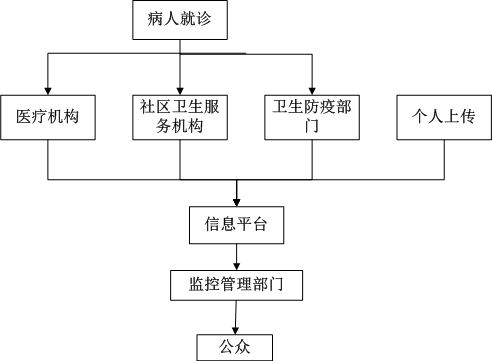 病人就诊
医疗机构
社区卫生服
务机构
卫生防疫部
门
个人上传
信息平台
监控管理部门
公众